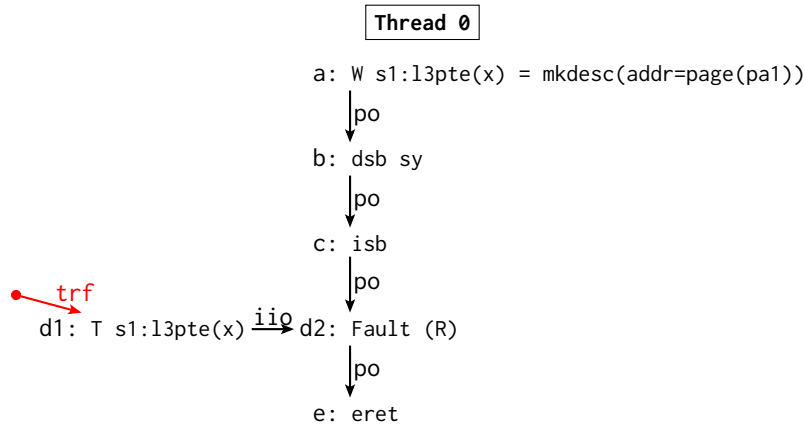 Thread 0
a: W s1:l3pte(x) = mkdesc(addr=page(pa1))
po
b: dsb sy
po
c: isb
po
trf
d1: T s1:l3pte(x)
iio
d2: Fault (R)
po
e: eret